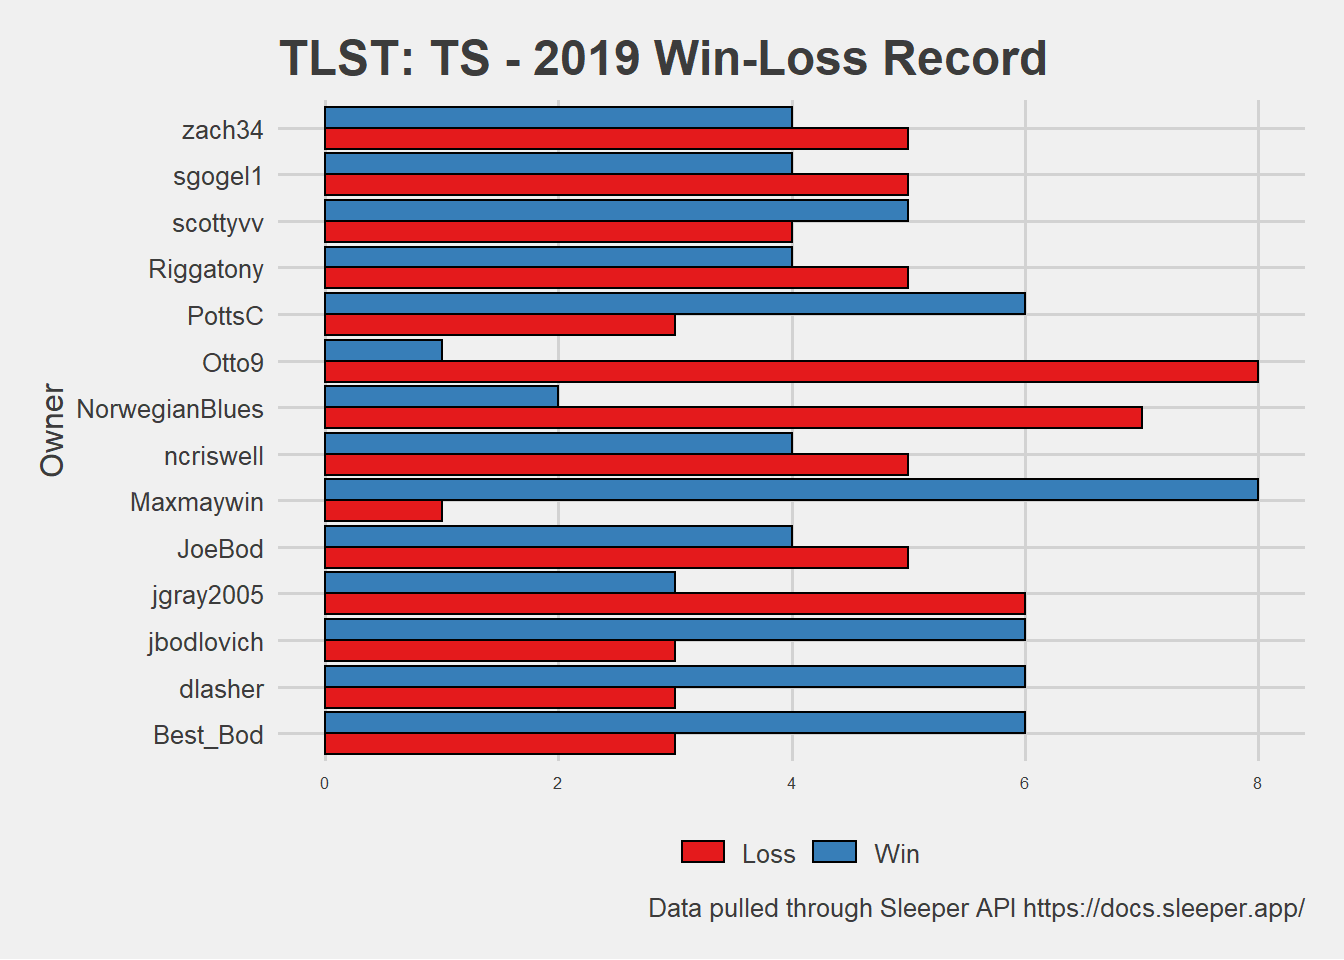 TLST: TS - 2019 Win-Loss Record
Owner
zach34
sgogel1
scottyvv
Riggatony
PottsC
Otto9
NorwegianBlues
ncriswell
Maxmaywin
JoeBod
jgray2005
jbodlovich
dlasher
Best_Bod
0 2 4 6 8
Loss Win
Data pulled through Sleeper API https://docs.sleeper.app/